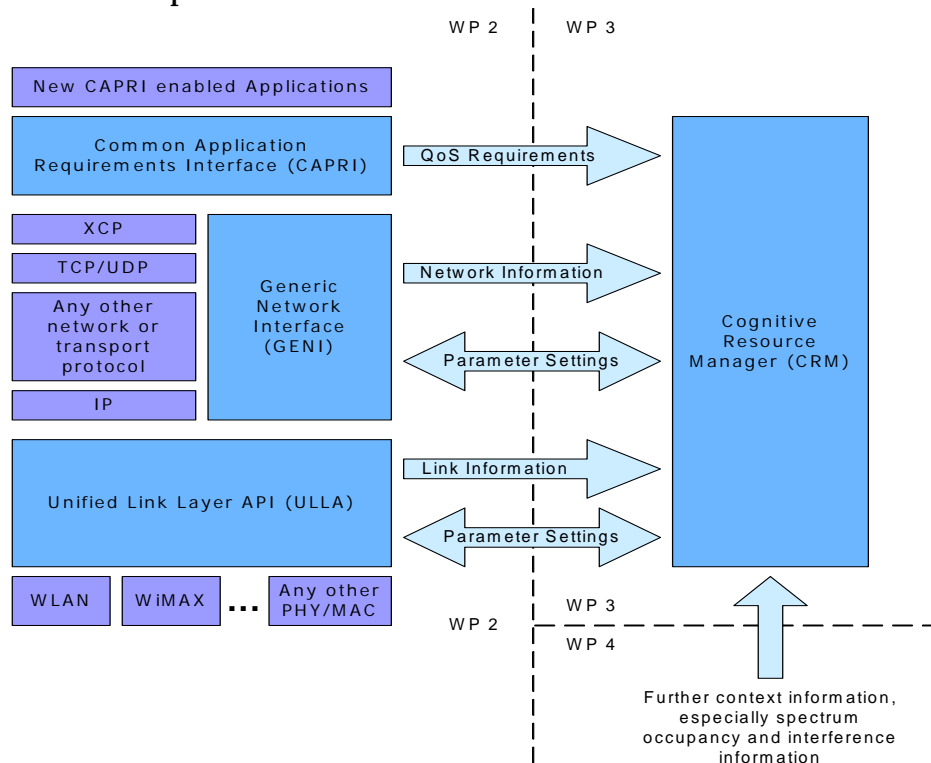 WP 2
WP 3
New CAPRI enabled Applications
Common Application
Requirements Interface (CAPRI)
QoS Requirements
XCP
TCP/UDP
Any other
network or
transport
protocol
IP
Generic
Network
Interface
(GENI)
Network Information
Parameter Settings
Cognitive
Resource
Manager (CRM)
Unified Link Layer API (ULLA)
Link Information
Parameter Settings
WLAN
WiMAX
...
Any other
PHY/MAC
WP 2
WP 3
WP 4
Further context information,
especially spectrum
occupancy and interference
information